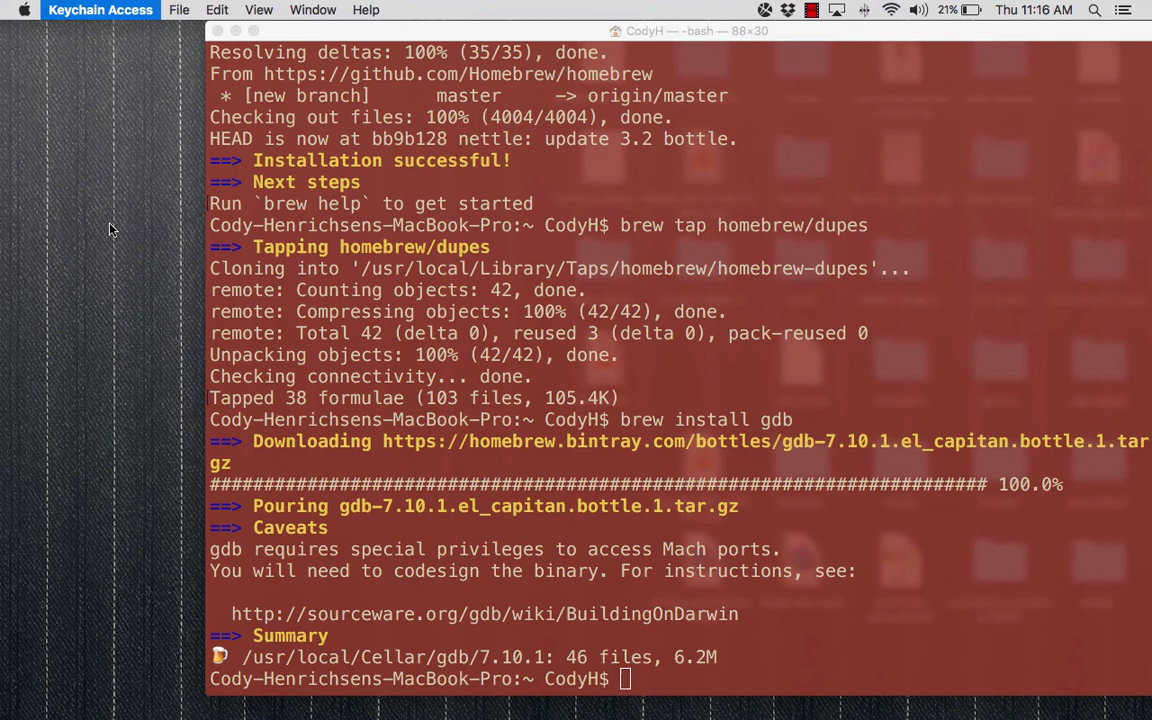 Keychain Access File Edit View Window Help 21% Thu 11:16 AM
CodyH — -bash — 88×30
Resolving deltas: 100% (35/35), done.
From https://github.com/Homebrew/homebrew
 * [new branch]      master     -> origin/master
Checking out files: 100% (4004/4004), done.
HEAD is now at bb9b128 nettle: update 3.2 bottle.
==> Installation successful!
==> Next steps
Run `brew help` to get started
Cody-Henrichsens-MacBook-Pro:~ CodyH$ brew tap homebrew/dupes
==> Tapping homebrew/dupes
Cloning into '/usr/local/Library/Taps/homebrew/homebrew-dupes'...
remote: Counting objects: 42, done.
remote: Compressing objects: 100% (42/42), done.
remote: Total 42 (delta 0), reused 3 (delta 0), pack-reused 0
Unpacking objects: 100% (42/42), done.
Checking connectivity... done.
Tapped 38 formulae (103 files, 105.4K)
Cody-Henrichsens-MacBook-Pro:~ CodyH$ brew install gdb
==> Downloading https://homebrew.bintray.com/bottles/gdb-7.10.1.el_capitan.bottle.1.tar
gz
######################################################################## 100.0%
==> Pouring gdb-7.10.1.el_capitan.bottle.1.tar.gz
==> Caveats
gdb requires special privileges to access Mach ports.
You will need to codesign the binary. For instructions, see:
  http://sourceware.org/gdb/wiki/BuildingOnDarwin
==> Summary
🍺  /usr/local/Cellar/gdb/7.10.1: 46 files, 6.2M
Cody-Henrichsens-MacBook-Pro:~ CodyH$